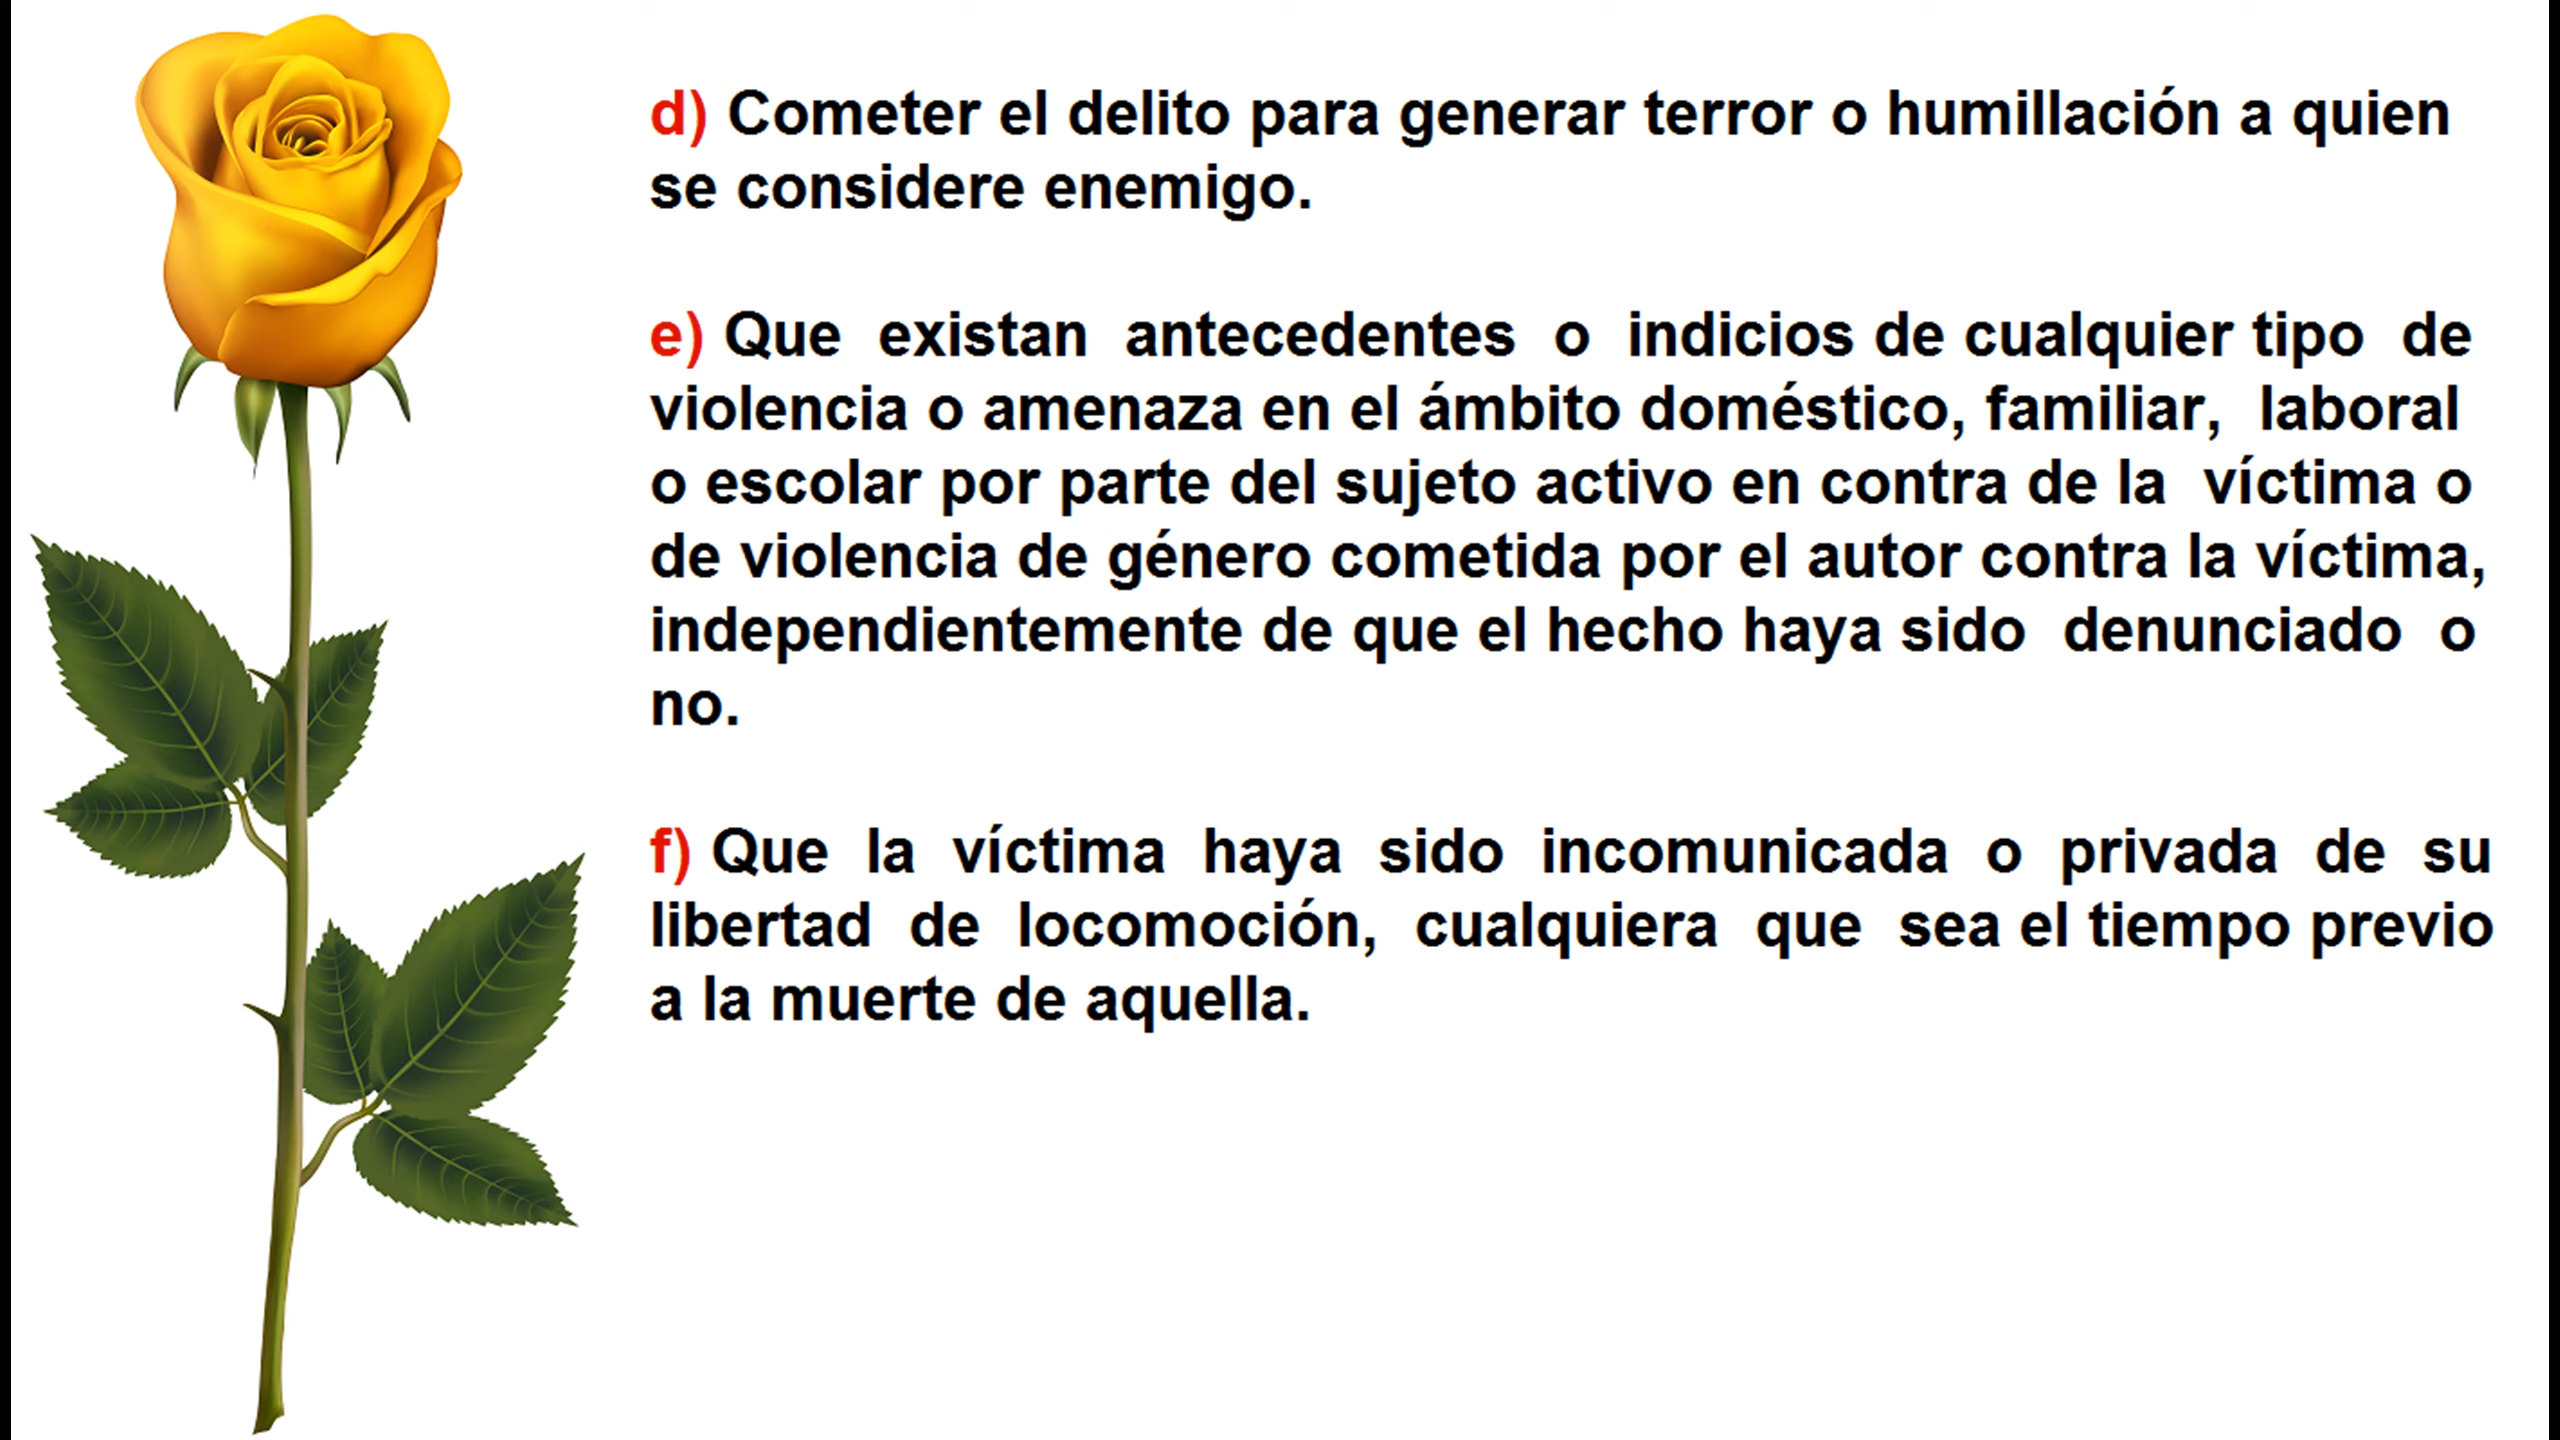 d) Cometer el delito para generar terror o humillación a quien
se considere enemigo.
e) Que existan antecedentes o indicios de cualquier tipo de
violencia o amenaza en el ámbito doméstico, familiar, laboral
o escolar por parte del sujeto activo en contra de la víctima o
de violencia de género cometida por el autor contra la víctima,
independientemente de que el hecho haya sido denunciado o
no.
f) Que la víctima haya sido incomunicada o privada de su
libertad de locomoción, cualquiera que sea el tiempo previo
a la muerte de aquella.